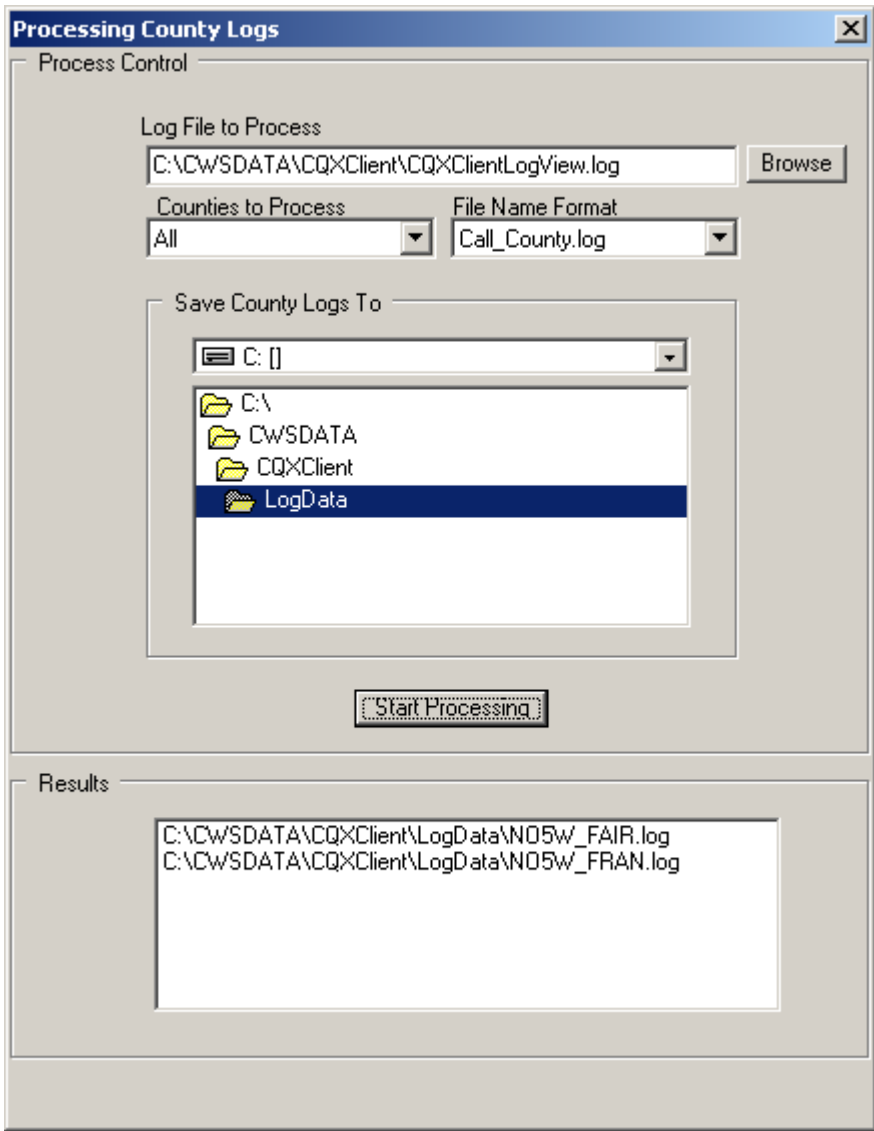 Processing County Logs
Process Control
Log File to Process
C:\CWSDATA\CQXClient\CQXClientLogView.log
Browse
Counties to Process
File Name Format
All
Call_County.log
Save County Logs To
C: []
C:\
CWSDATA
CQXClient
LogData
Start Processing
Results
C:\CWSDATA\CQXClient\LogData\NO5W_FAIR.log
C:\CWSDATA\CQXClient\LogData\NO5W_FRAN.log